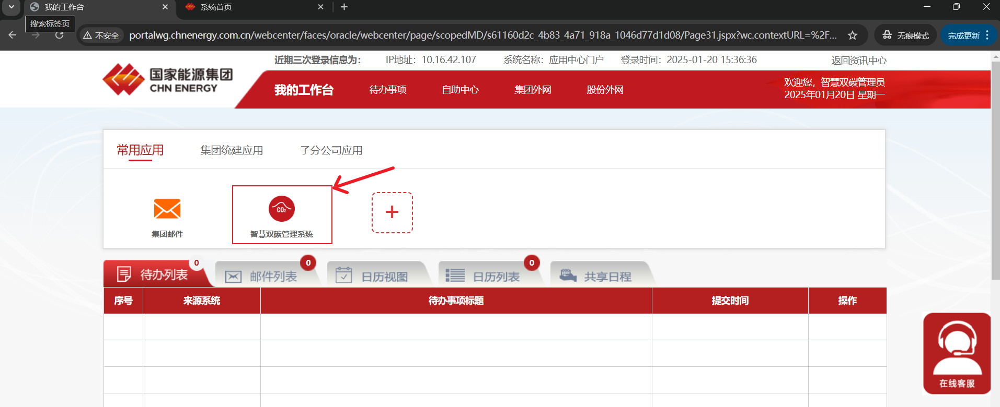 我的工作台
系统首页
搜索标签页
不安全
portalwg.chnenergy.com.cn/webcenter/faces/oracle/webcenter/page/scopedMD/s61160d2c_4b83_4a71_918a_1046d77d1d08/Page31.jspx?wc.contextURL=%2F...
无痕模式
完成更新
近期三次登录信息为： IP地址：10.16.42.107 系统名称：应用中心门户 登录时间：2025-01-20 15:36:36 返回资讯中心
国家能源集团
CHN ENERGY
我的工作台 待办事项 自助中心 集团外网 股份外网
欢迎您，智慧双碳管理员
2025年01月20日 星期一
常用应用 集团统建应用 子分公司应用
CO₂
集团邮件 智慧双碳管理系统
待办列表 0 邮件列表 0 日历视图 日历列表 0 共享日程
序号 来源系统 待办事项标题 提交时间 操作
在线客服